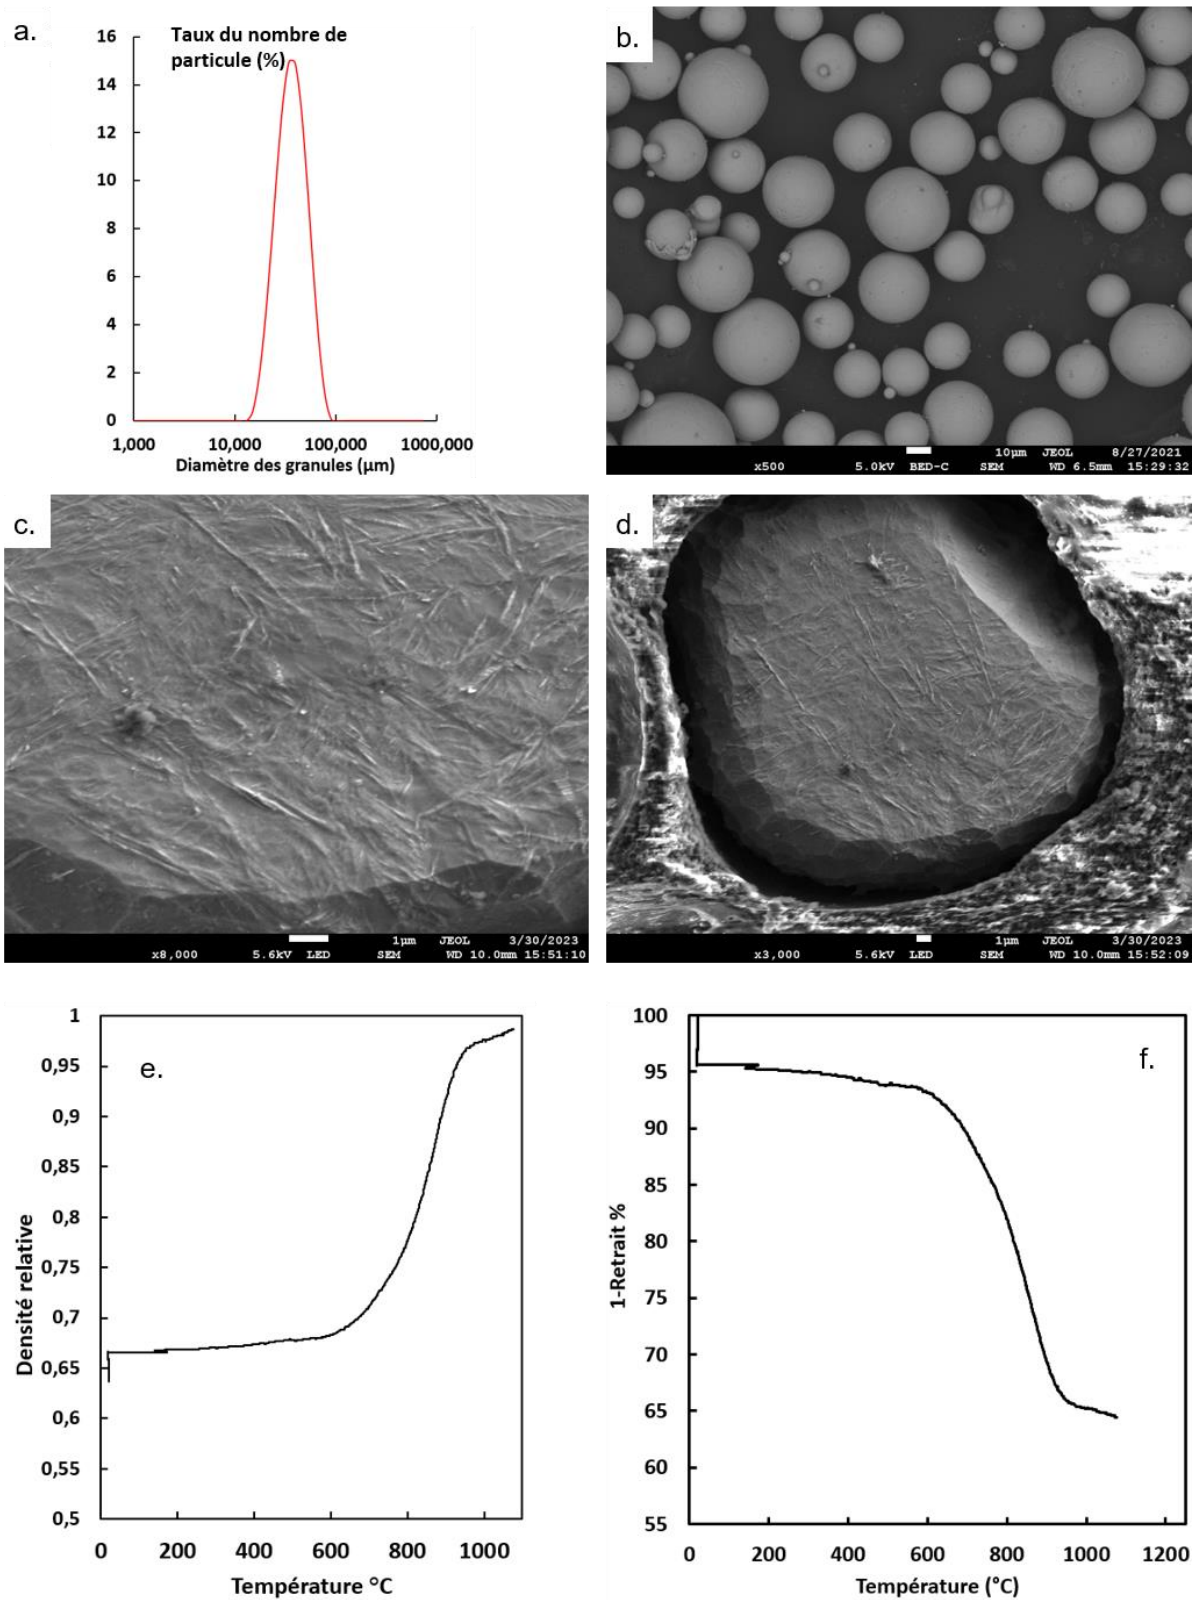 a.
Taux du nombre de
particule (%)
16
14
12
10
8
6
4
2
0
1,000 10,000 100,000 1000,000
Diamètre des granules (µm)
b.
10µm JEOL 8/27/2021
x500 5.0kV BED-C SEM WD 6.5mm 15:29:32
c.
1µm JEOL 3/30/2023
x8,000 5.6kV LED SEM WD 10.0mm 15:51:10
d.
1µm JEOL 3/30/2023
x3,000 5.6kV LED SEM WD 10.0mm 15:52:09
e.
Densité relative
1
0,95
0,9
0,85
0,8
0,75
0,7
0,65
0,6
0,55
0,5
0 200 400 600 800 1000
Température °C
f.
1-Retrait %
100
95
90
85
80
75
70
65
60
55
0 200 400 600 800 1000 1200
Température (°C)